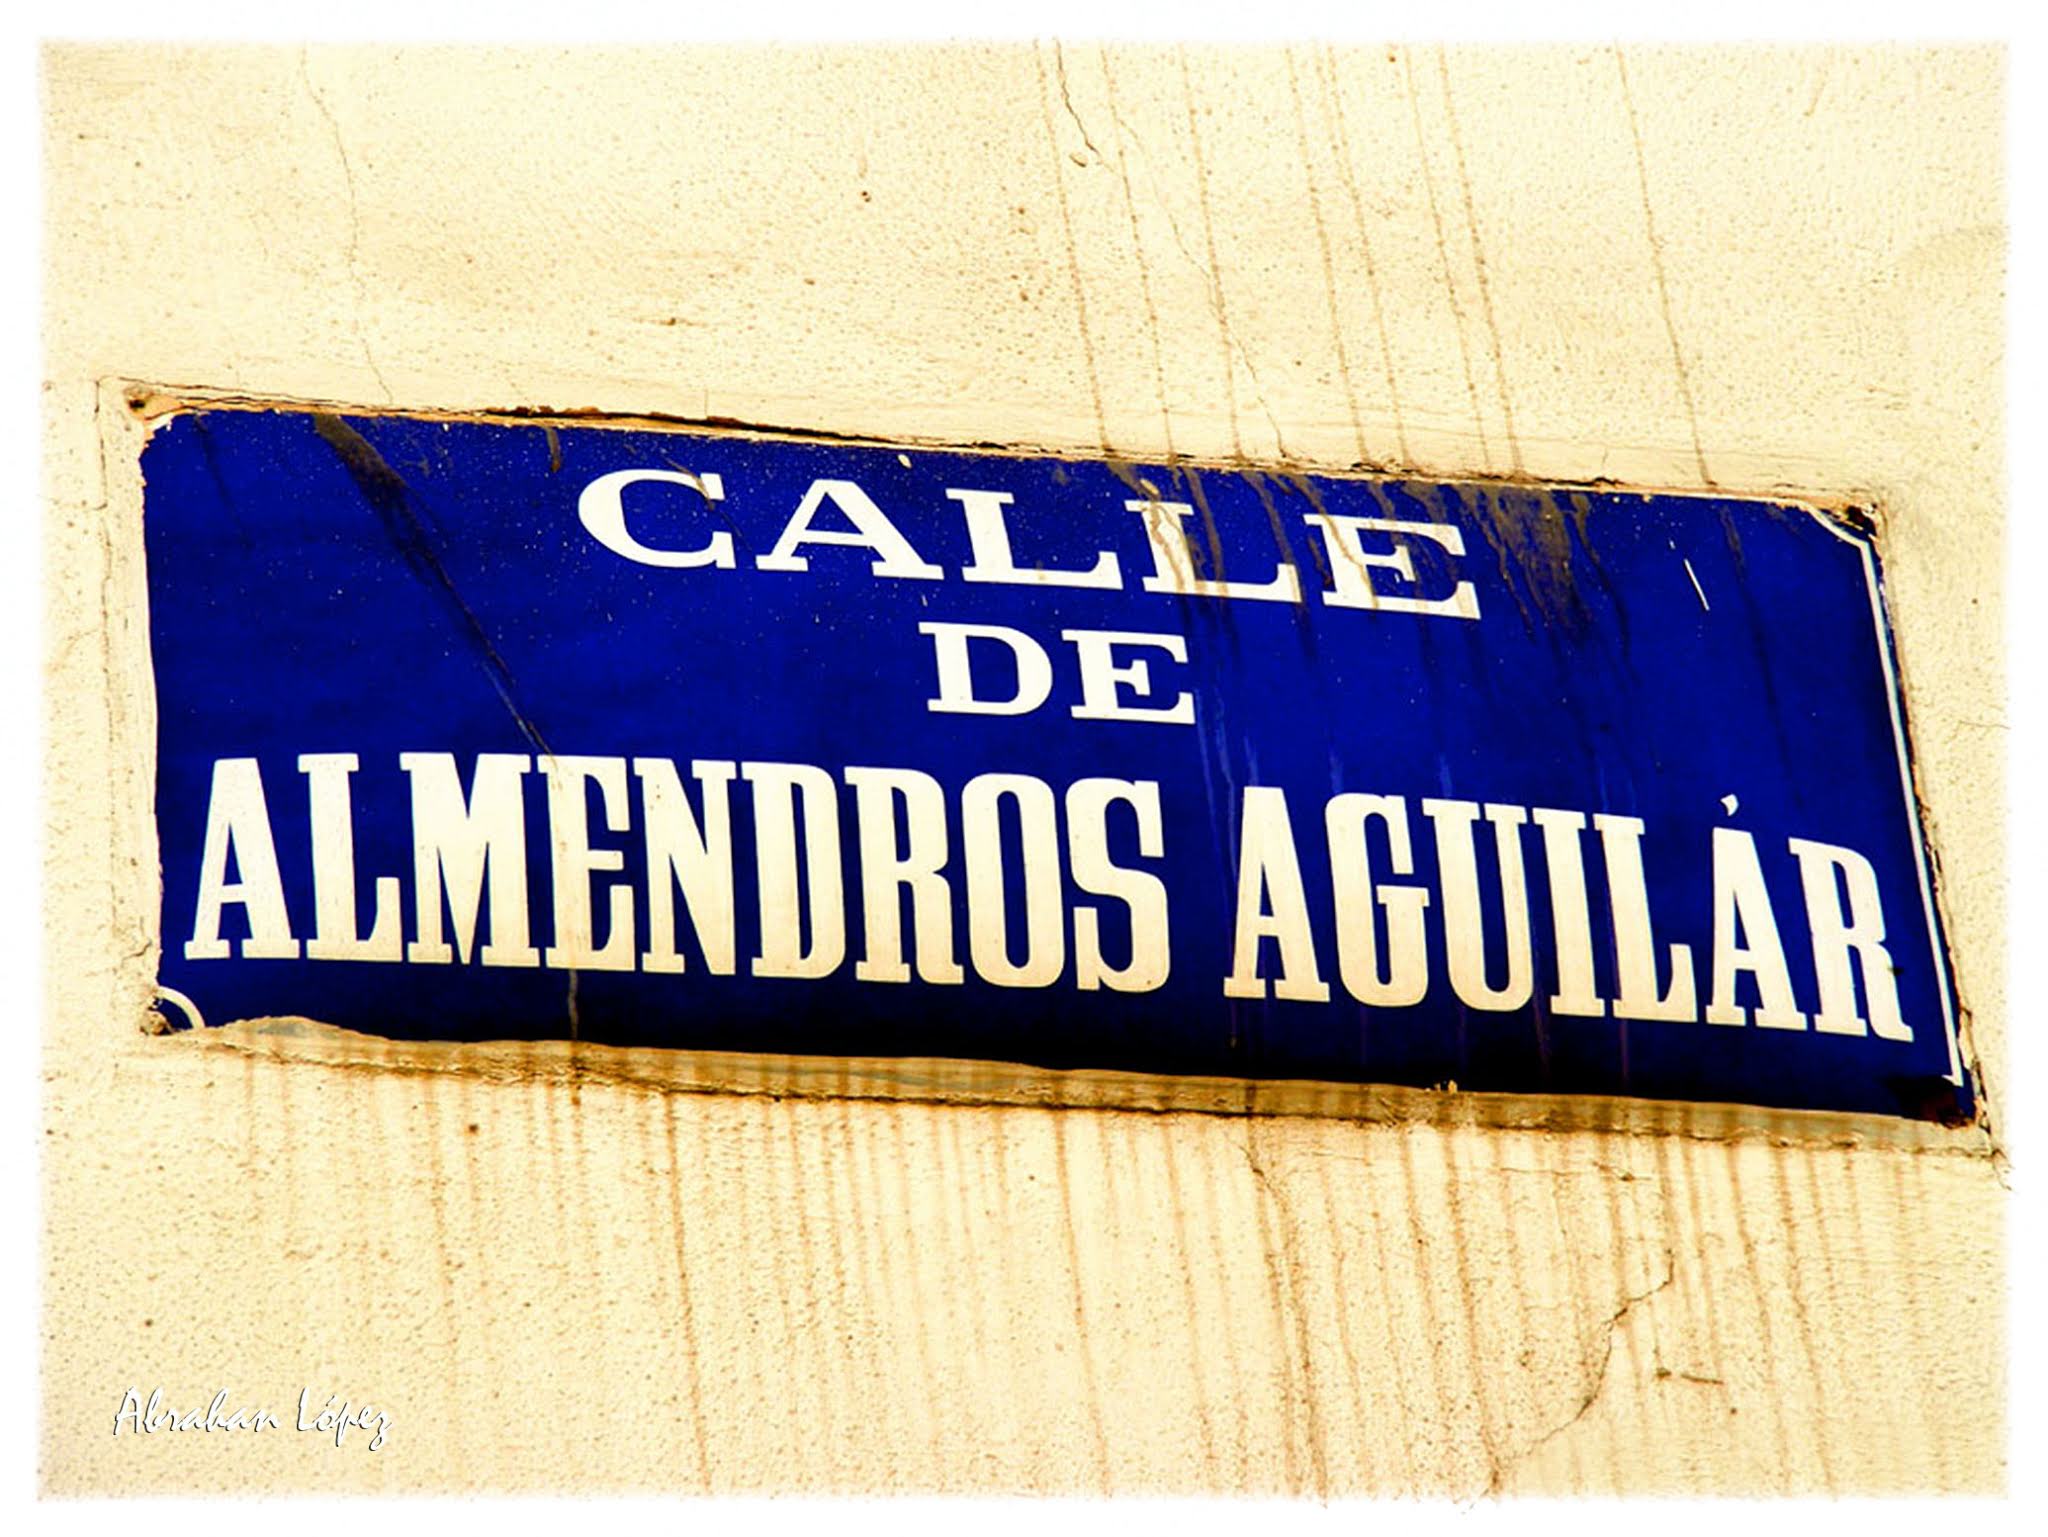 CALLE
DE
ALMENDROS AGUILÁR
Abrahan López